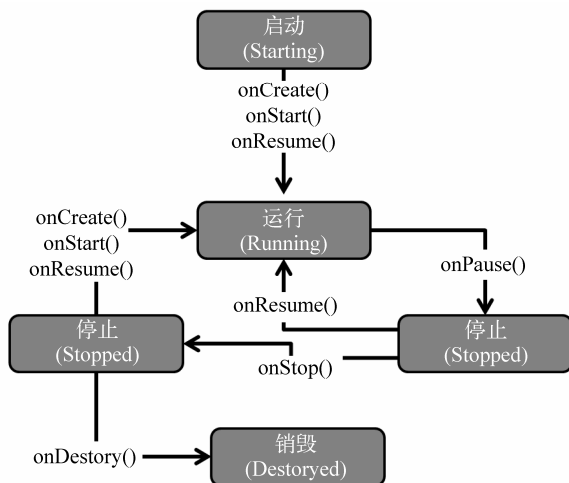 启动
(Starting)
onCreate()
onStart()
onResume()
onCreate()
onStart()
onResume()
运行
(Running)
onPause()
onResume()
停止
(Stopped)
停止
(Stopped)
onStop()
onDestory()
销毁
(Destoryed)